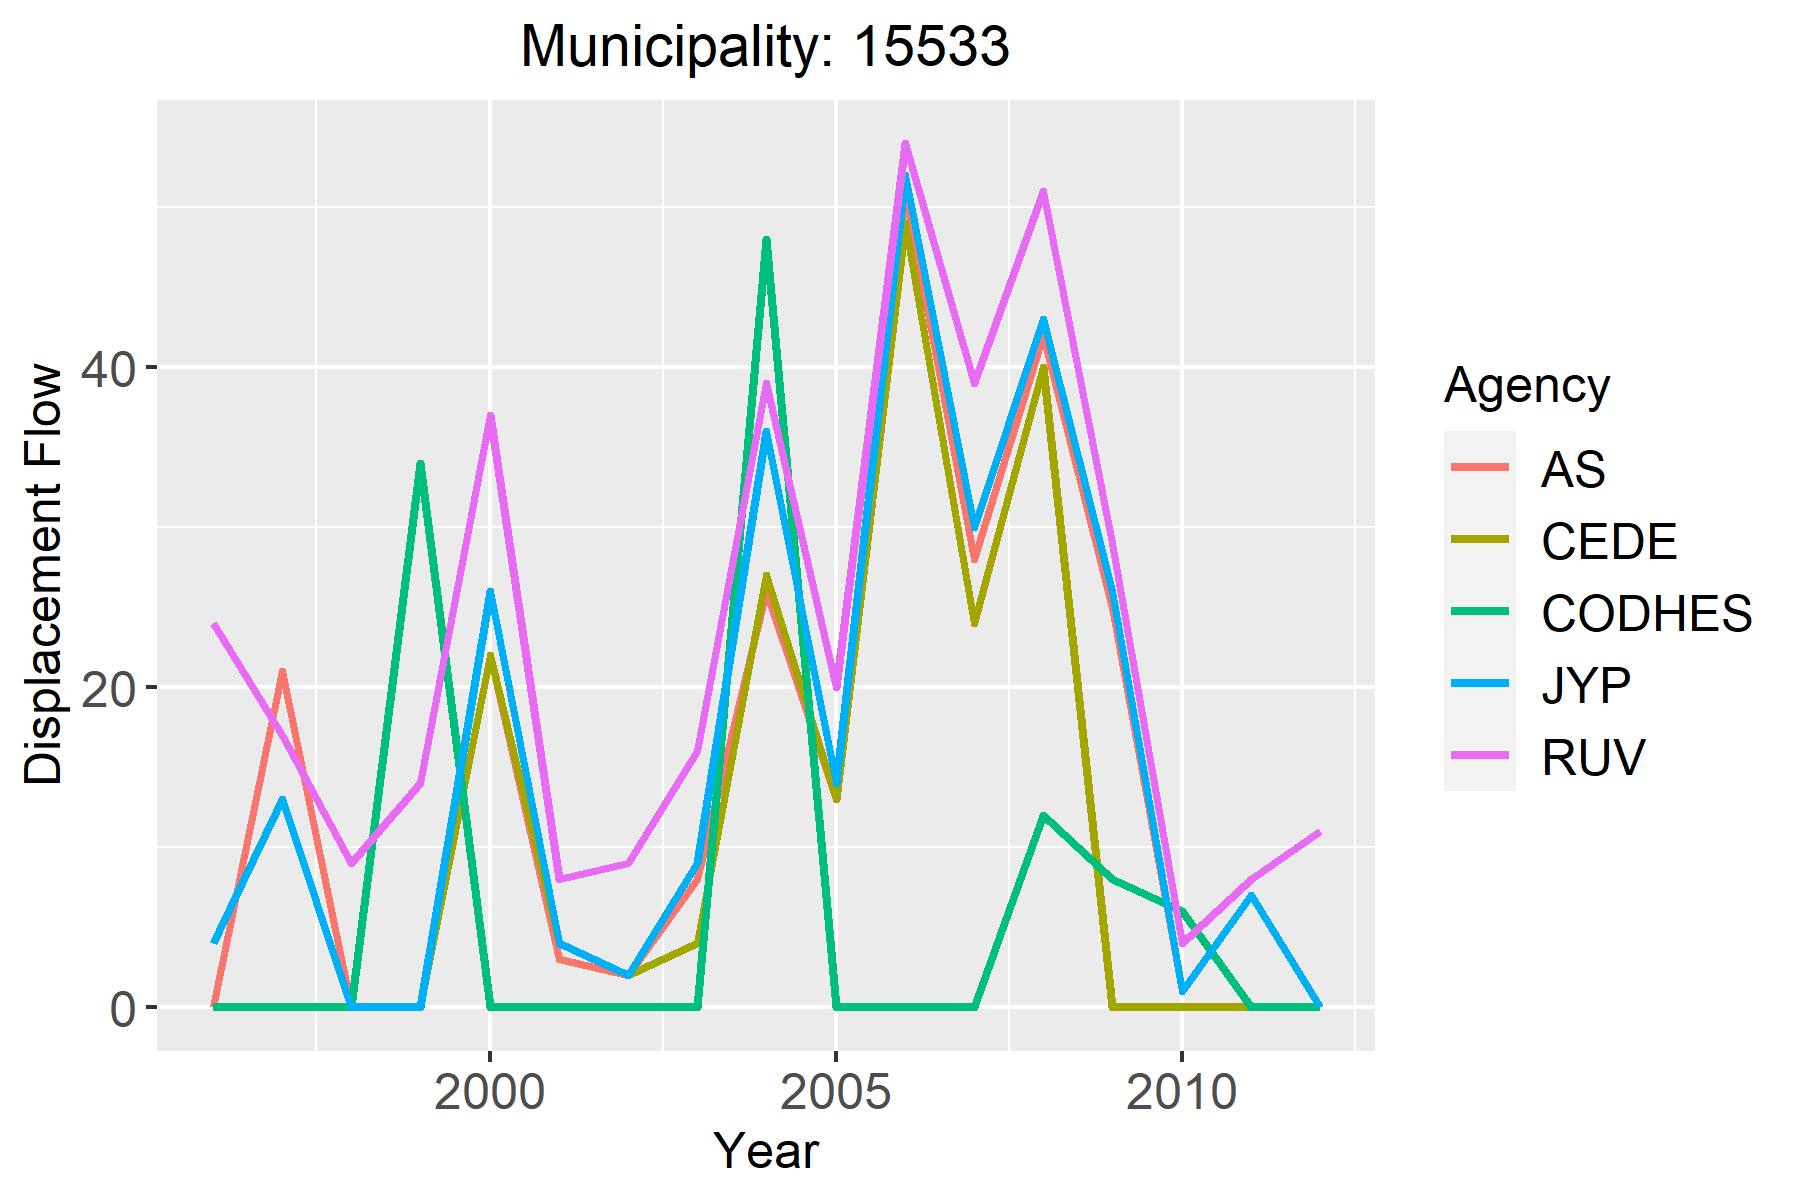 Municipality: 15533
Displacement Flow
40
20
0
2000 2005 2010
Year
Agency
AS
CEDE
CODHES
JYP
RUV